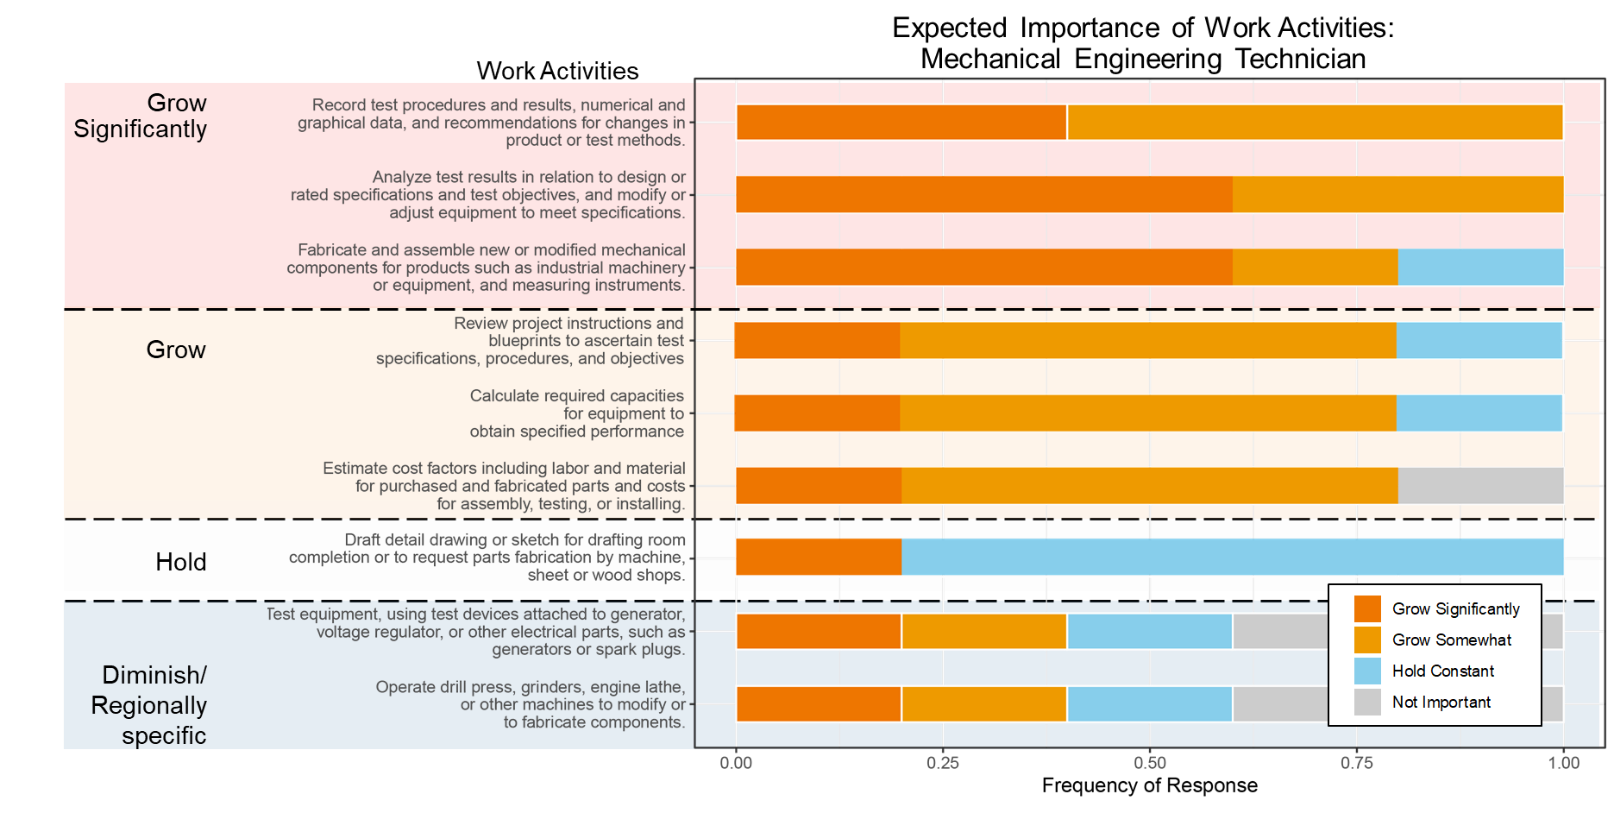 Expected Importance of Work Activities:
Mechanical Engineering Technician
Work Activities
Grow
Significantly
Record test procedures and results, numerical and
graphical data, and recommendations for changes in
product or test methods.
Analyze test results in relation to design or
rated specifications and test objectives, and modify or
adjust equipment to meet specifications.
Fabricate and assemble new or modified mechanical
components for products such as industrial machinery
or equipment, and measuring instruments.
Grow
Review project instructions and
blueprints to ascertain test
specifications, procedures, and objectives
Calculate required capacities
for equipment to
obtain specified performance
Estimate cost factors including labor and material
for purchased and fabricated parts and costs
for assembly, testing, or installing.
Hold
Draft detail drawing or sketch for drafting room
completion or to request parts fabrication by machine,
sheet or wood shops.
Diminish/
Regionally
specific
Test equipment, using test devices attached to generator,
voltage regulator, or other electrical parts, such as
generators or spark plugs.
Operate drill press, grinders, engine lathe,
or other machines to modify or
to fabricate components.
Grow Significantly
Grow Somewhat
Hold Constant
Not Important
0.00 0.25 0.50 0.75 1.00
Frequency of Response